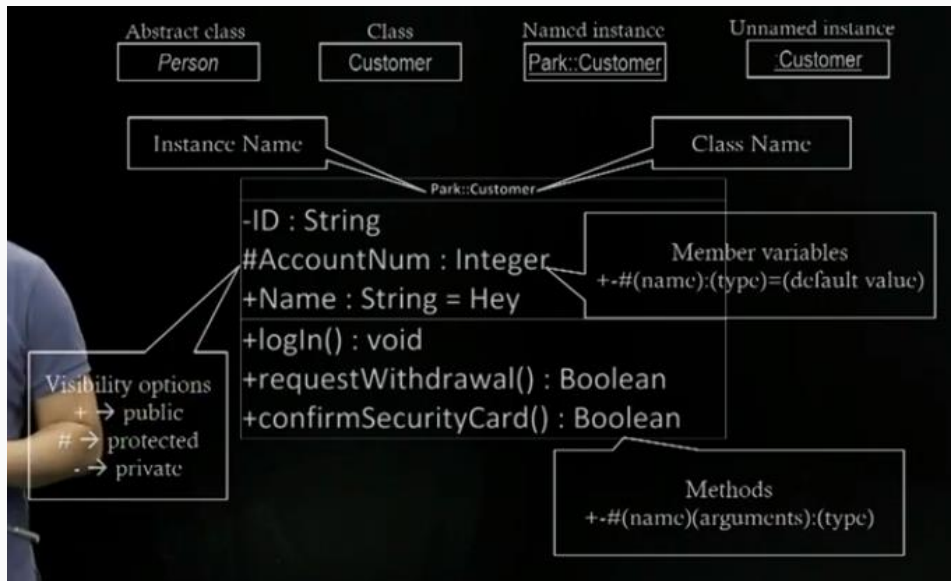 Abstract class
Person
Class
Customer
Named instance
Park::Customer
Unnamed instance
:Customer
Instance Name
Class Name
Park::Customer
-ID : String
#AccountNum : Integer
+Name : String = Hey
+logIn() : void
+requestWithdrawal() : Boolean
+confirmSecurityCard() : Boolean
Member variables
+-#(name):(type)=(default value)
Visibility options
+ → public
# → protected
- → private
Methods
+-#(name)(arguments):(type)